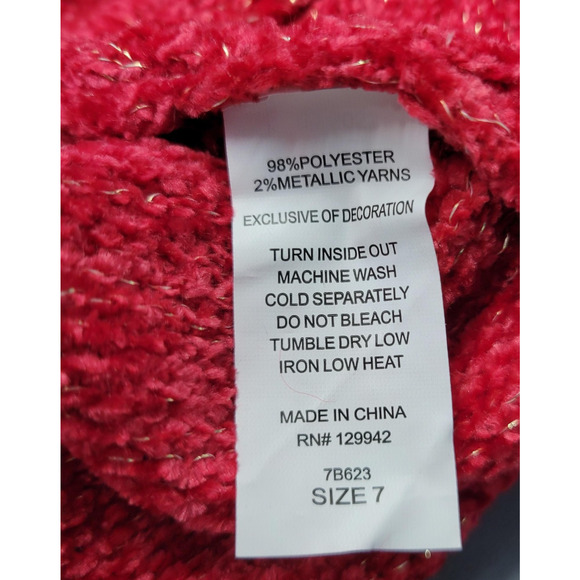 98%POLYESTER
2%METALLIC YARNS
EXCLUSIVE OF DECORATION
TURN INSIDE OUT
MACHINE WASH
COLD SEPARATELY
DO NOT BLEACH
TUMBLE DRY LOW
IRON LOW HEAT
MADE IN CHINA
RN# 129942
7B623
SIZE 7